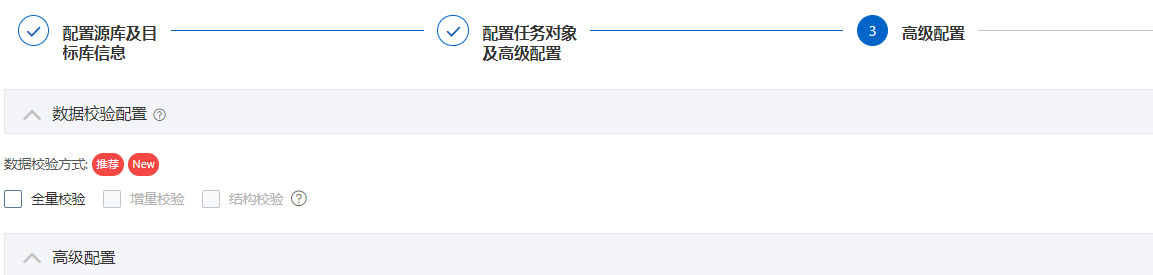 配置源库及目
标库信息
配置任务对象
及高级配置
3
高级配置
数据校验配置 ?
数据校验方式: 推荐 New
全量校验 增量校验 结构校验 ?
高级配置